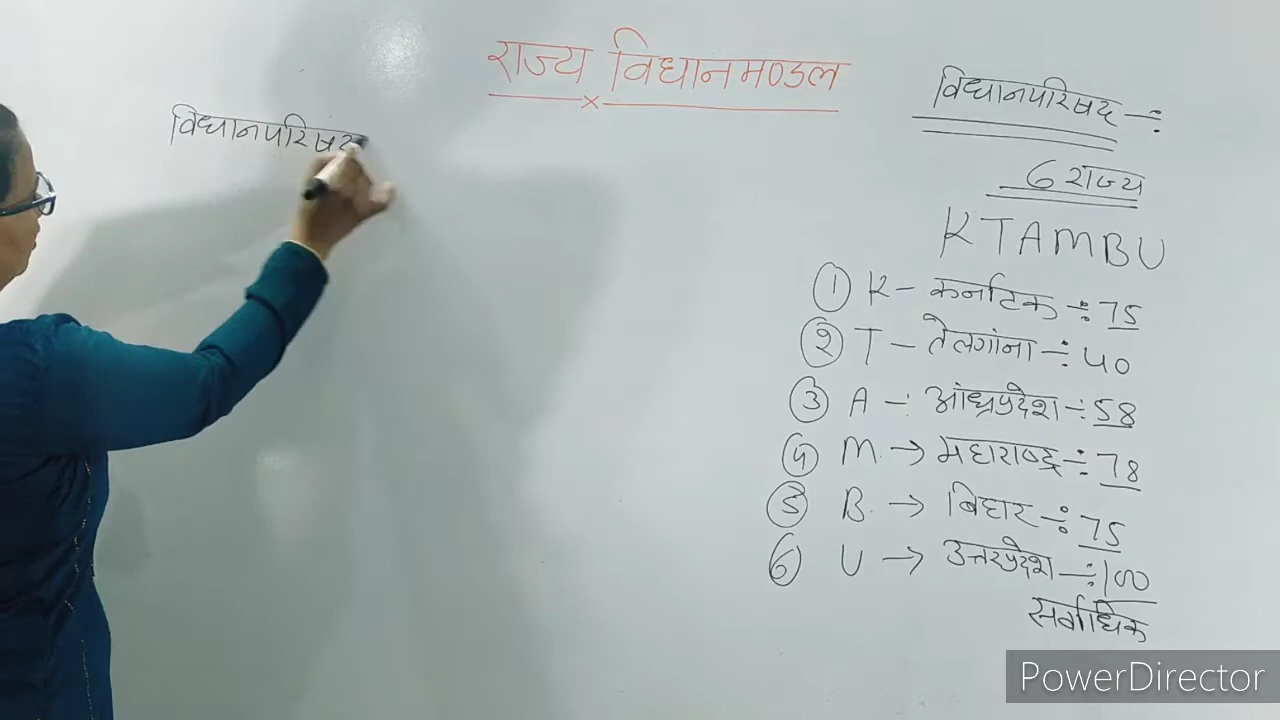 राज्य विधानमण्डल
विधानपरिषद
विधानपरिषद ÷
6 राज्य
KTAMBU
① K - कर्नाटक ÷ 75
② T - तेलगांना ÷ 40
③ A ÷ आंध्रप्रदेश ÷ 58
④ M → महाराष्ट्र ÷ 78
⑤ B → बिहार ÷ 75
⑥ U → उत्तरप्रदेश ÷ 100
सर्वाधिक
PowerDirector